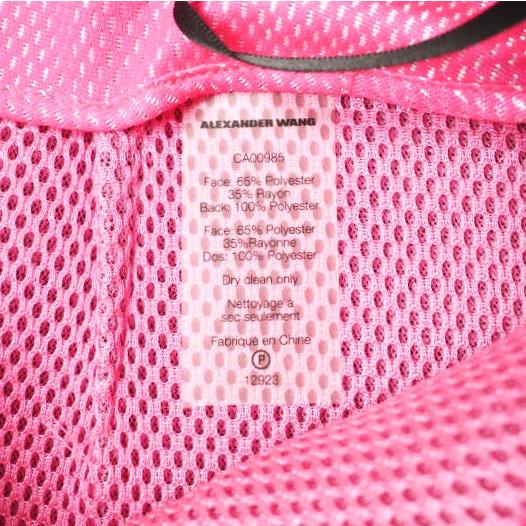 ALEXANDER WANG
CA00985
Face: 65% Polyester
35% Rayon
Back: 100% Polyester
Face: 65% Polyester
35%Rayonne
Dos: 100% Polyester
Dry clean only
Nettoyage à
sec seulement
Fabriqué en Chine
P
12923